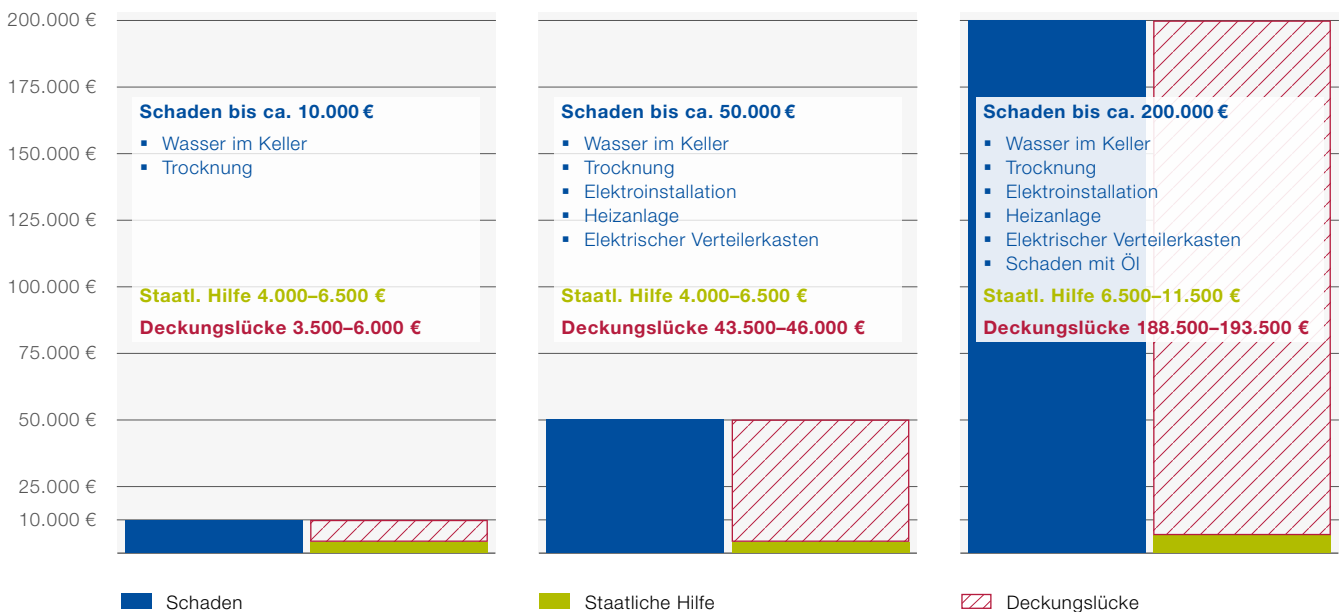 200.000 €
175.000 €
150.000 €
125.000 €
100.000 €
75.000 €
50.000 €
25.000 €
10.000 €
Schaden bis ca. 10.000 €
▪ Wasser im Keller
▪ Trocknung
Staatl. Hilfe 4.000–6.500 €
Deckungslücke 3.500–6.000 €
Schaden bis ca. 50.000 €
▪ Wasser im Keller
▪ Trocknung
▪ Elektroinstallation
▪ Heizanlage
▪ Elektrischer Verteilerkasten
Staatl. Hilfe 4.000–6.500 €
Deckungslücke 43.500–46.000 €
Schaden bis ca. 200.000 €
▪ Wasser im Keller
▪ Trocknung
▪ Elektroinstallation
▪ Heizanlage
▪ Elektrischer Verteilerkasten
▪ Schaden mit Öl
Staatl. Hilfe 6.500–11.500 €
Deckungslücke 188.500–193.500 €
Schaden
Staatliche Hilfe
Deckungslücke